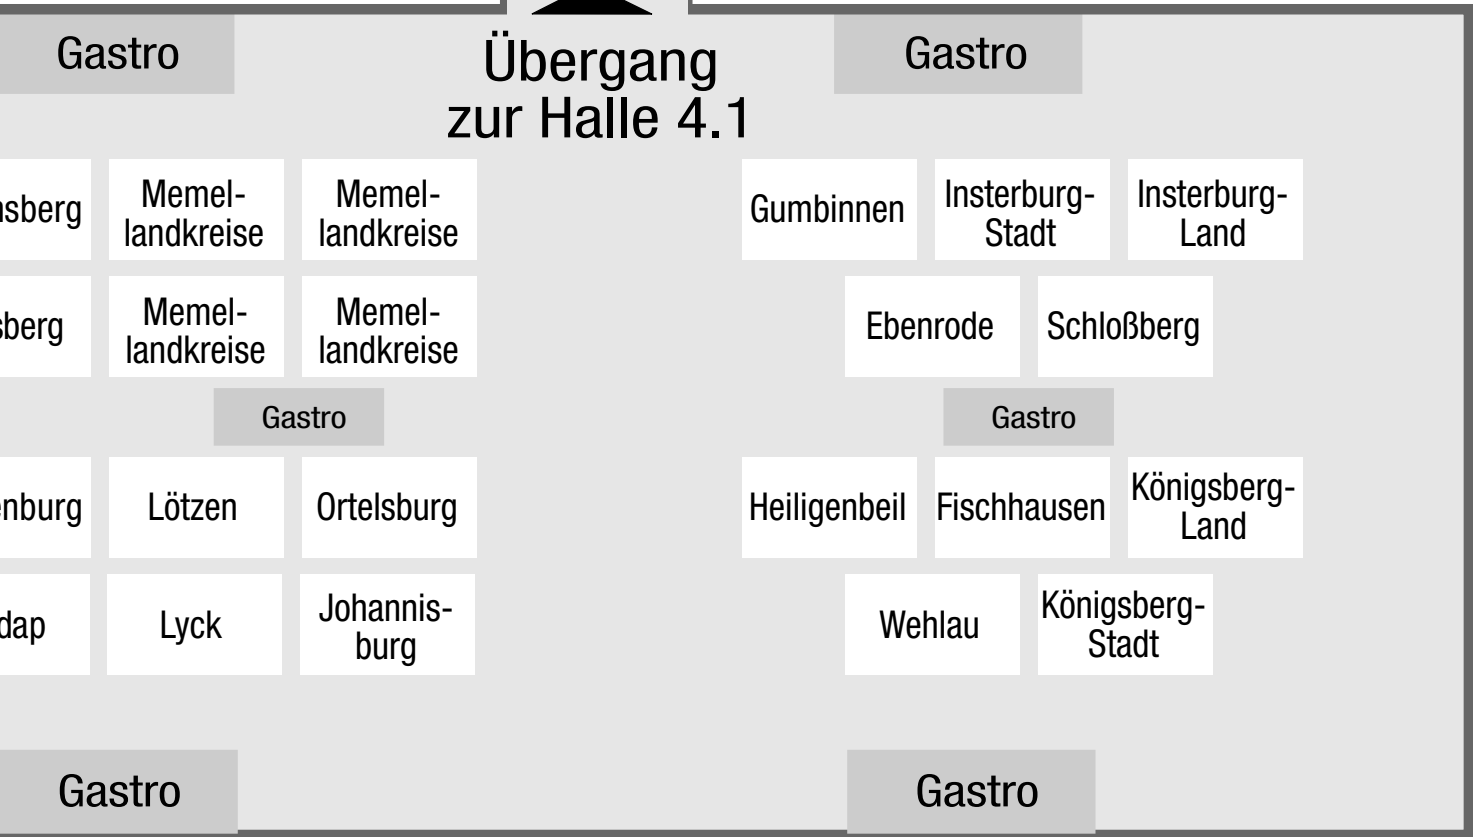 Gastro
Übergang
zur Halle 4.1
Gastro
Memel-
landkreise
Memel-
landkreise
Gumbinnen
Insterburg-
Stadt
Insterburg-
Land
Memel-
landkreise
Memel-
landkreise
Ebenrode
Schloßberg
Gastro
Gastro
Lötzen
Ortelsburg
Heiligenbeil
Fischhausen
Königsberg-
Land
Lyck
Johannis-
burg
Wehlau
Königsberg-
Stadt
Gastro
Gastro